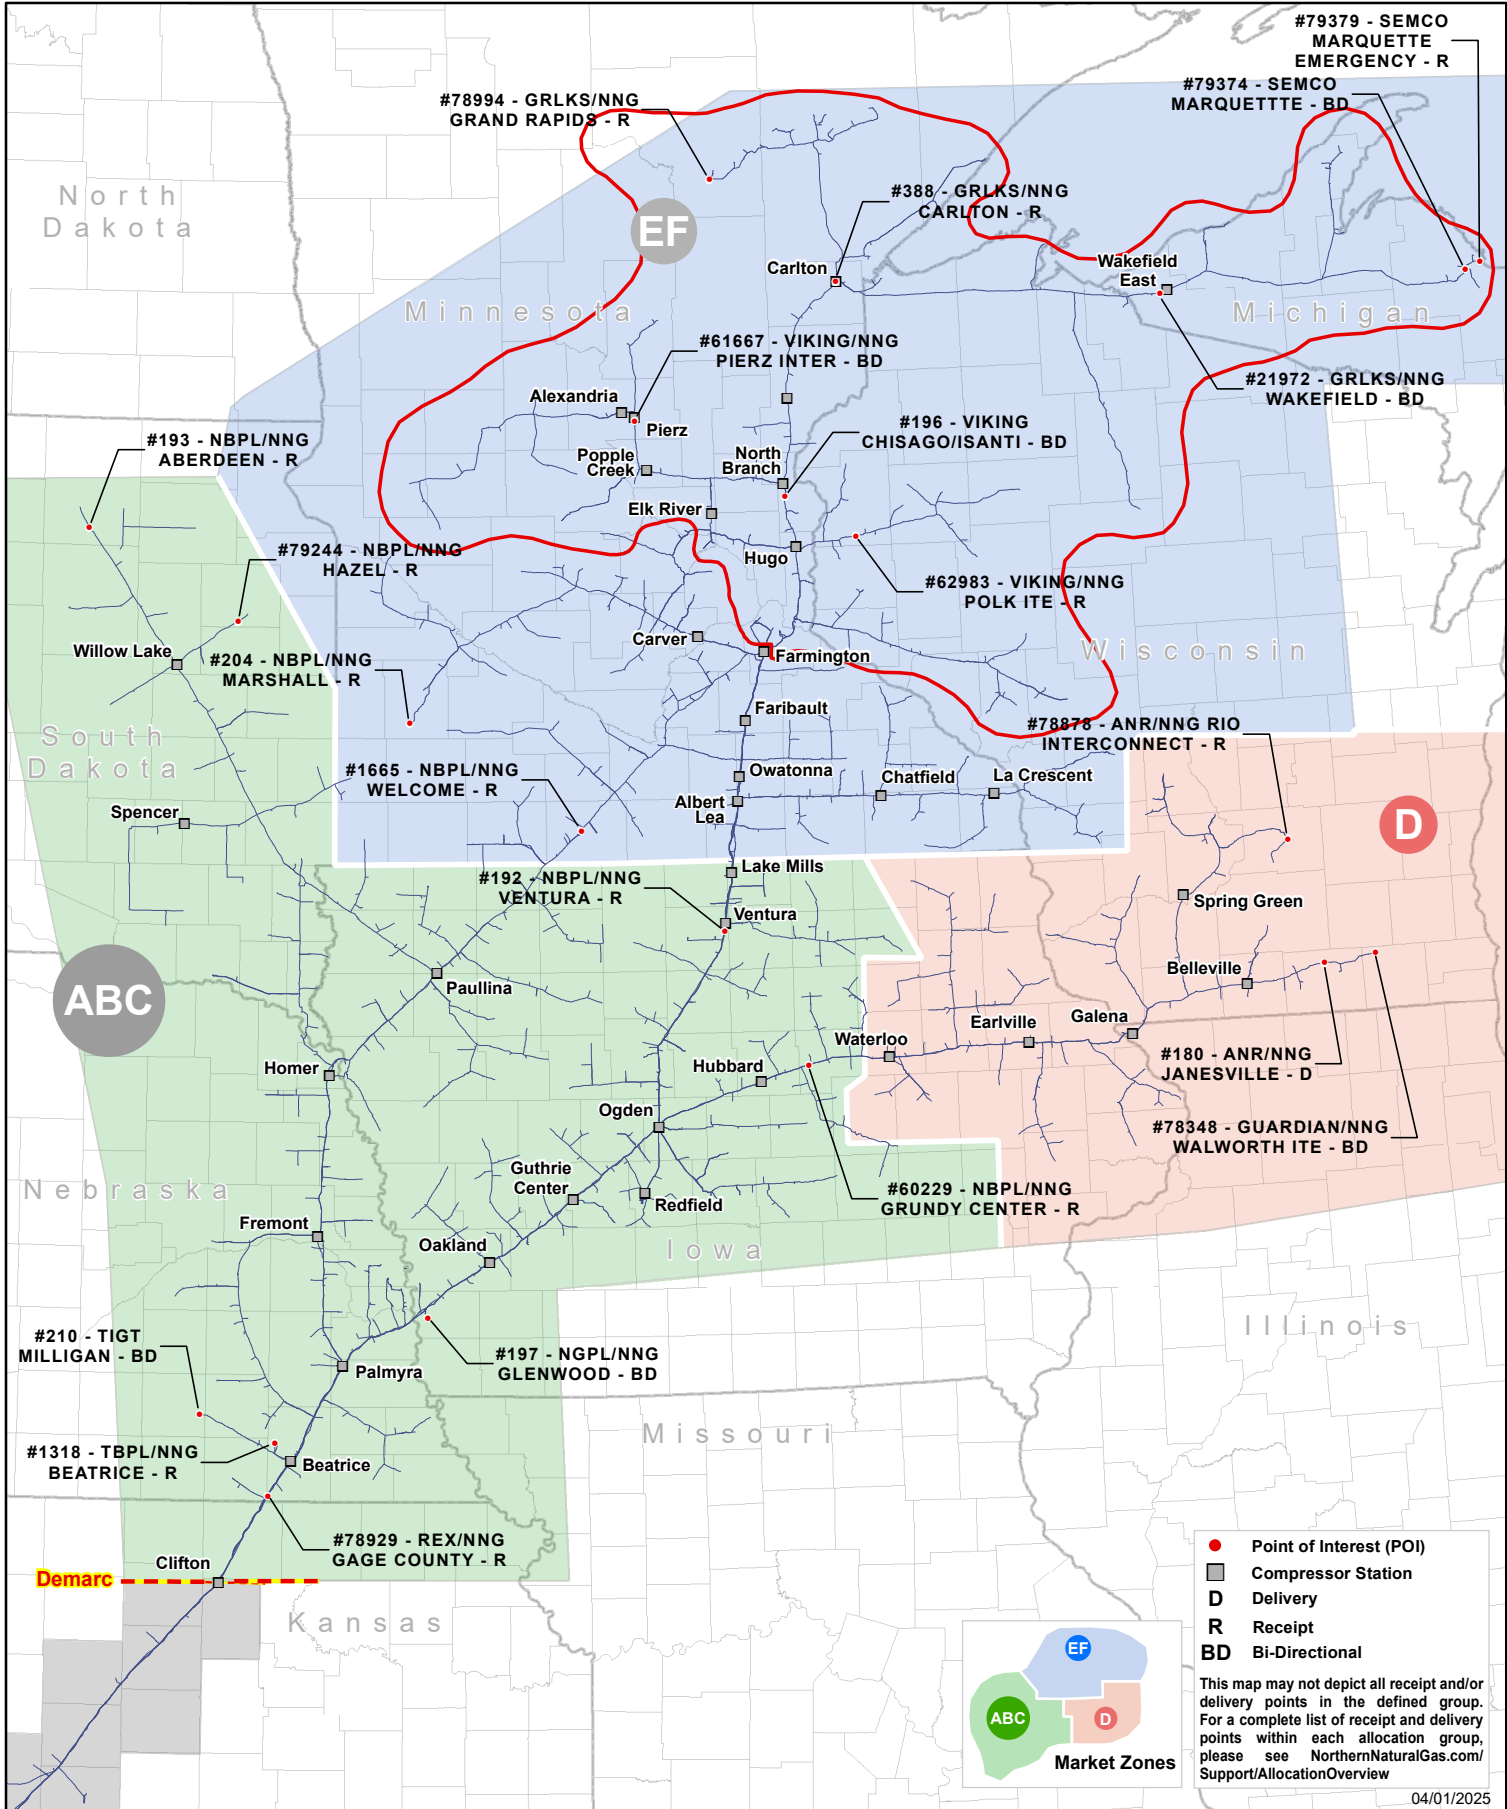 #79379 - SEMCO
MARQUETTE
EMERGENCY - R
#79374 - SEMCO
MARQUETTTE - BD
#78994 - GRLKS/NNG
GRAND RAPIDS - R
North
Dakota
#388 - GRLKS/NNG
CARLTON - R
EF
Carlton
Wakefield
East
Minnesota
Michigan
#61667 - VIKING/NNG
PIERZ INTER - BD
#21972 - GRLKS/NNG
WAKEFIELD - BD
Alexandria
Pierz
#196 - VIKING
CHISAGO/ISANTI - BD
#193 - NBPL/NNG
ABERDEEN - R
Popple
Creek
North
Branch
Elk River
Hugo
#79244 - NBPL/NNG
HAZEL - R
#62983 - VIKING/NNG
POLK ITE - R
Carver
Farmington
Wisconsin
Willow Lake
#204 - NBPL/NNG
MARSHALL - R
Faribault
#78878 - ANR/NNG RIO
INTERCONNECT - R
South
Dakota
#1665 - NBPL/NNG
WELCOME - R
Owatonna
Chatfield
La Crescent
Albert
Lea
Spencer
D
Lake Mills
#192 - NBPL/NNG
VENTURA - R
Spring Green
Ventura
Belleville
Paullina
ABC
Galena
Earlville
Waterloo
#180 - ANR/NNG
JANESVILLE - D
Homer
Hubbard
Ogden
#78348 - GUARDIAN/NNG
WALWORTH ITE - BD
Guthrie
Center
Redfield
#60229 - NBPL/NNG
GRUNDY CENTER - R
Nebraska
Fremont
Oakland
Iowa
Illinois
#210 - TIGT
MILLIGAN - BD
#197 - NGPL/NNG
GLENWOOD - BD
Palmyra
Missouri
#1318 - TBPL/NNG
BEATRICE - R
Beatrice
#78929 - REX/NNG
GAGE COUNTY - R
Clifton
Demarc
Kansas
Point of Interest (POI)
Compressor Station
D Delivery
R Receipt
BD Bi-Directional
This map may not depict all receipt and/or
delivery points in the defined group.
For a complete list of receipt and delivery
points within each allocation group,
please see NorthernNaturalGas.com/
Support/AllocationOverview
EF
ABC
D
Market Zones
04/01/2025